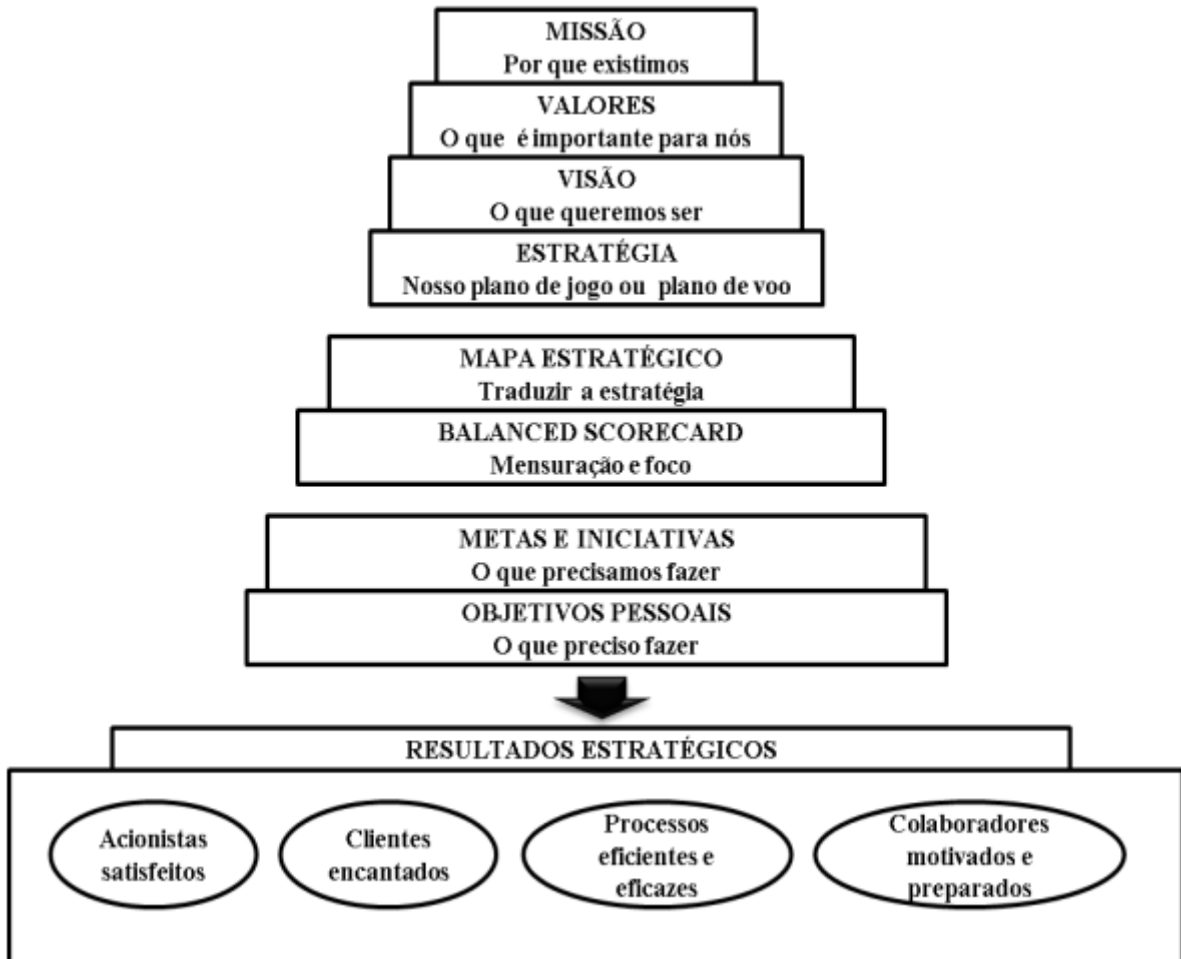 MISSÃO
Por que existimos
VALORES
O que é importante para nós
VISÃO
O que queremos ser
ESTRATÉGIA
Nosso plano de jogo ou plano de voo
MAPA ESTRATÉGICO
Traduzir a estratégia
BALANCED SCORECARD
Mensuração e foco
METAS E INICIATIVAS
O que precisamos fazer
OBJETIVOS PESSOAIS
O que preciso fazer
RESULTADOS ESTRATÉGICOS
Acionistas
satisfeitos
Clientes
encantados
Processos
eficientes e
eficazes
Colaboradores
motivados e
preparados